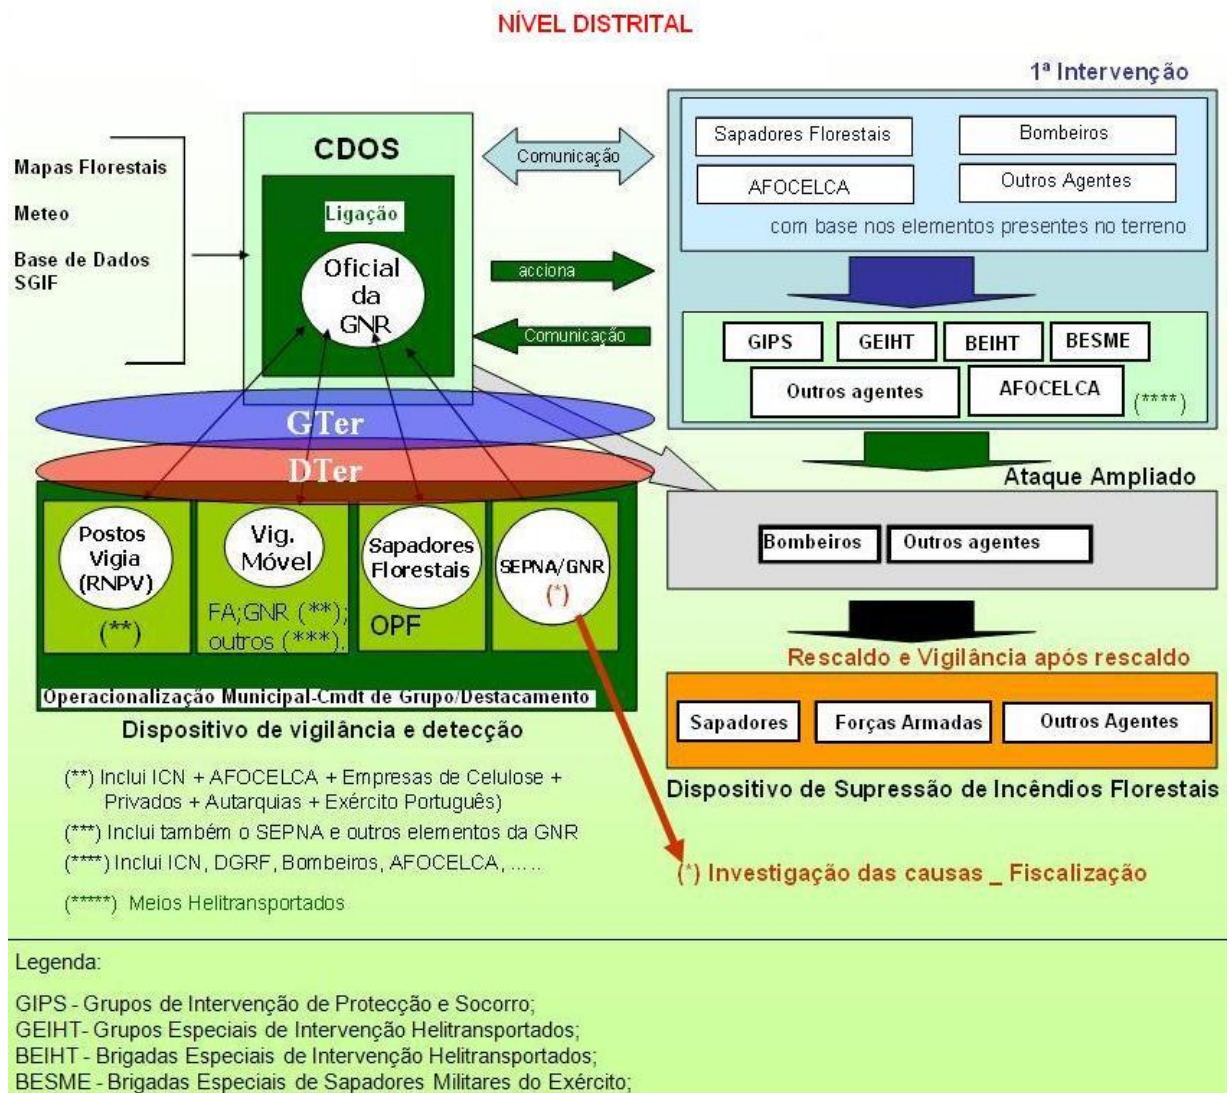 NÍVEL DISTRITAL
Mapas Florestais
Meteo
Base de Dados
SGIF
CDOS
Ligação
Oficial
da
GNR
Comunicação
acciona
Comunicação
GTer
DTer
Postos
Vigia
(RNPV)
(**)
Vig.
Móvel
FA;GNR (**);
outros (***).
Sapadores
Florestais
OPF
SEPNA/GNR
(*)
Operacionalização Municipal-Cmdt de Grupo/Destacamento
Dispositivo de vigilância e detecção
(**) Inclui ICN + AFOCELCA + Empresas de Celulose +
Privados + Autarquias + Exército Português)
(***) Inclui também o SEPNA e outros elementos da GNR
(****) Inclui ICN, DGRF, Bombeiros, AFOCELCA, .....
(*****) Meios Helitransportados
1ª Intervenção
Sapadores Florestais
Bombeiros
AFOCELCA
Outros Agentes
com base nos elementos presentes no terreno
GIPS
GEIHT
BEIHT
BESME
Outros agentes
AFOCELCA
(****)
Ataque Ampliado
Bombeiros
Outros agentes
Rescaldo e Vigilância após rescaldo
Sapadores
Forças Armadas
Outros Agentes
Dispositivo de Supressão de Incêndios Florestais
(*) Investigação das causas _ Fiscalização
Legenda:
GIPS - Grupos de Intervenção de Protecção e Socorro;
GEIHT- Grupos Especiais de Intervenção Helitransportados;
BEIHT - Brigadas Especiais de Intervenção Helitransportados;
BESME - Brigadas Especiais de Sapadores Militares do Exército;